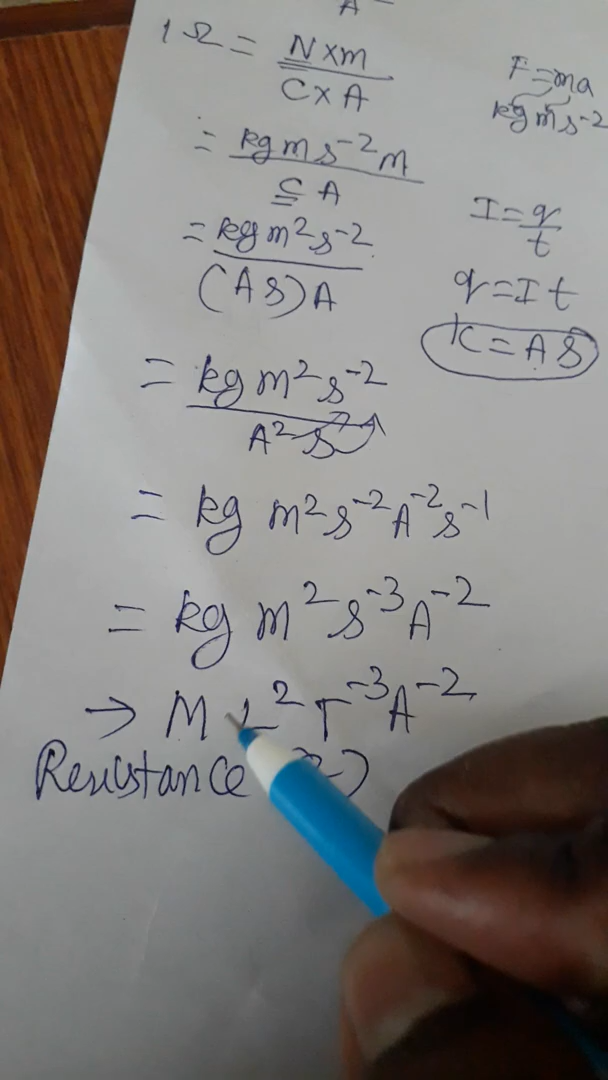 A
1Ω = N×m / C×A
F=ma
kg m s⁻²
= kg m s⁻² m / C A
I = q/t
= kg m² s⁻² / (A s) A
q = I t
C = A s
= kg m² s⁻² / A² s
= kg m² s⁻² A⁻² s⁻¹
= kg m² s⁻³ A⁻²
→ M L² T⁻³ A⁻²
Resistance